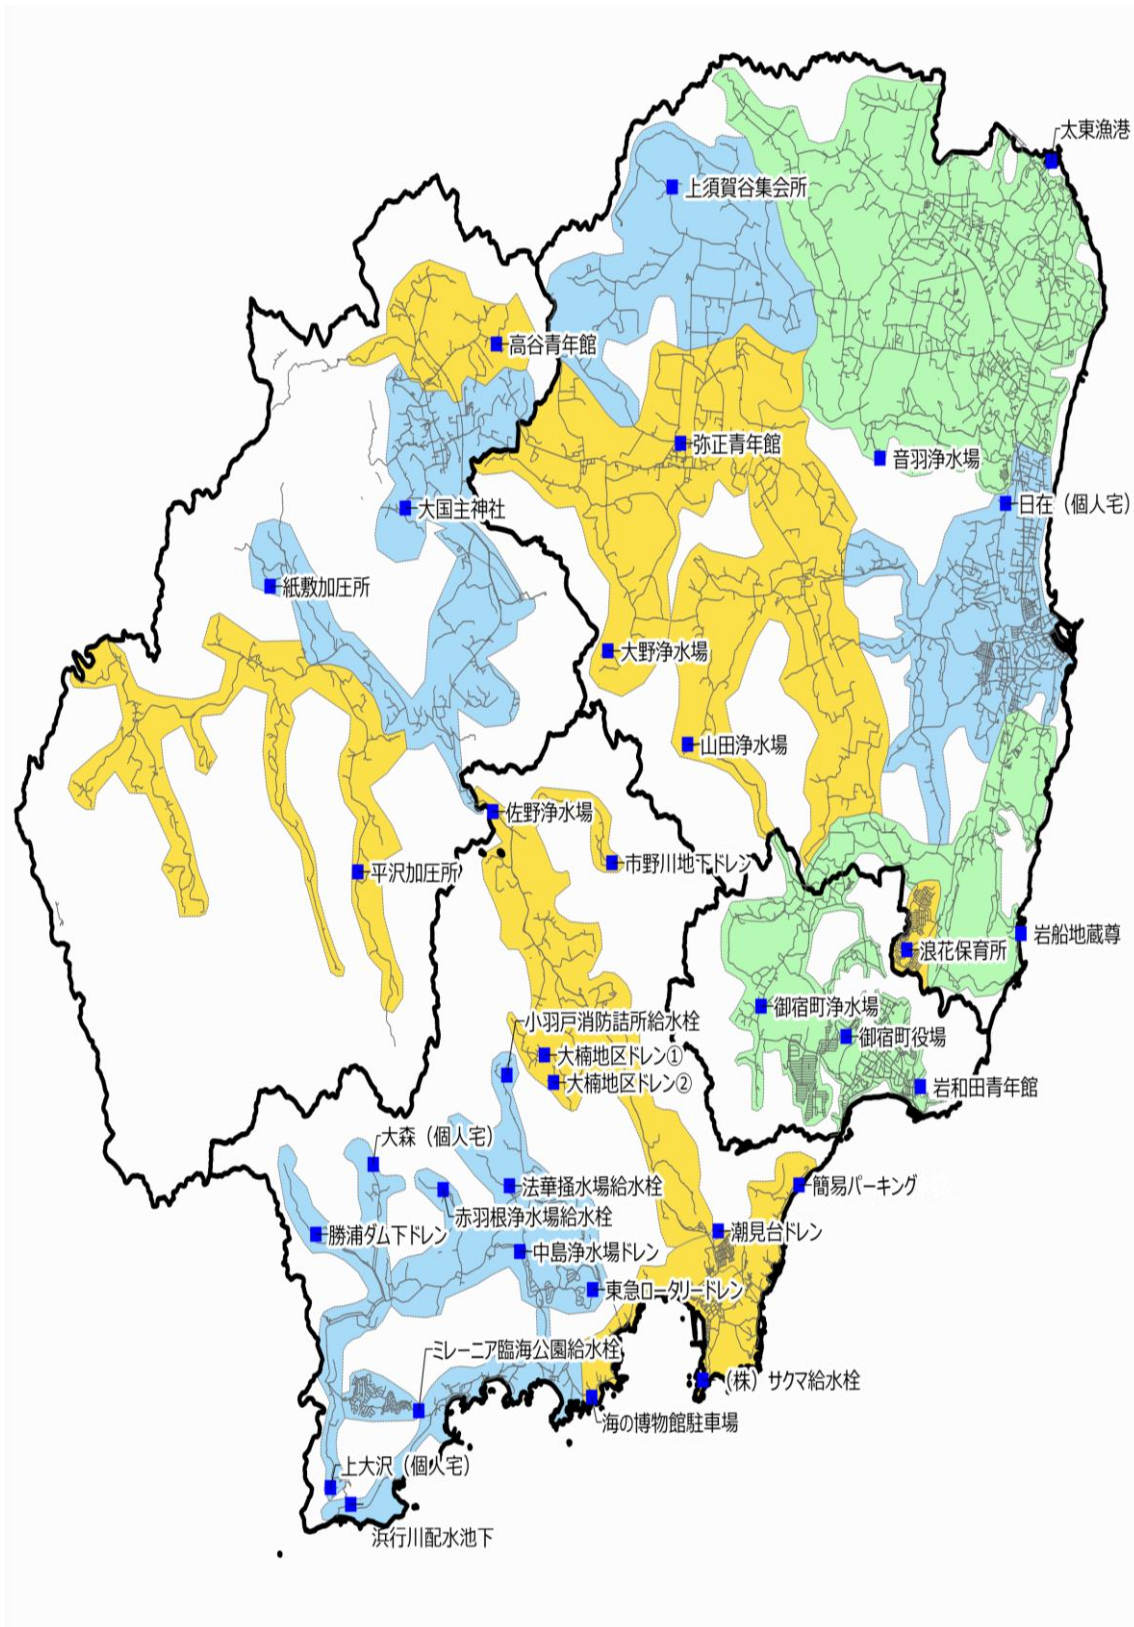 太東漁港
上須賀谷集会所
高谷青年館
弥正青年館
音羽浄水場
大国主神社
日在（個人宅）
紙敷加圧所
大野浄水場
山田浄水場
佐野浄水場
市野川地下ドレン
平沢加圧所
岩船地蔵尊
浪花保育所
御宿町浄水場
小羽戸消防詰所給水栓
御宿町役場
大楠地区ドレン①
大楠地区ドレン②
岩和田青年館
大森（個人宅）
法華掻水場給水栓
簡易パーキング
赤羽根浄水場給水栓
勝浦ダム下ドレン
潮見台ドレン
中島浄水場ドレン
東急ロータリードレン
ミレーニア臨海公園給水栓
（株）サクマ給水栓
海の博物館駐車場
上大沢（個人宅）
浜行川配水池下